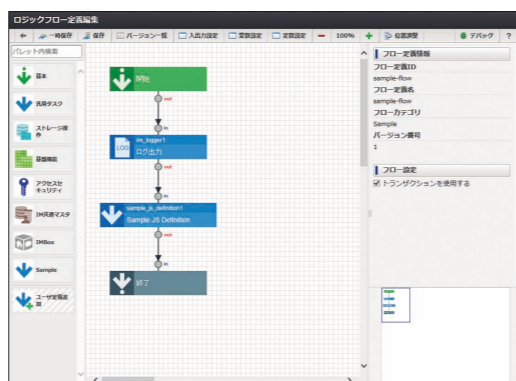 ロジックフロー定義編集
一時保存 保存 バージョン一覧 入出力設定 変数設定 定数設定 100% 位置調整 デバッグ ?
パレット内検索
基本
汎用タスク
ストレージ操作
基盤機能
アクセスセキュリティ
IM共通マスタ
IMBox
Sample
ユーザ定義追加
開始
out
in
im_logger1
LOG
ログ出力
out
in
sample_js_definition1
Sample JS Definition
out
in
終了
フロー定義情報
フロー定義ID
sample-flow
フロー定義名
sample-flow
フローカテゴリ
Sample
バージョン番号
1
フロー設定
トランザクションを使用する